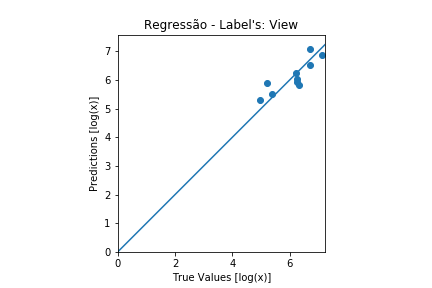 Regressão - Label's: View
7
6
5
4
3
2
1
0
Predictions [log(x)]
0 2 4 6
True Values [log(x)]